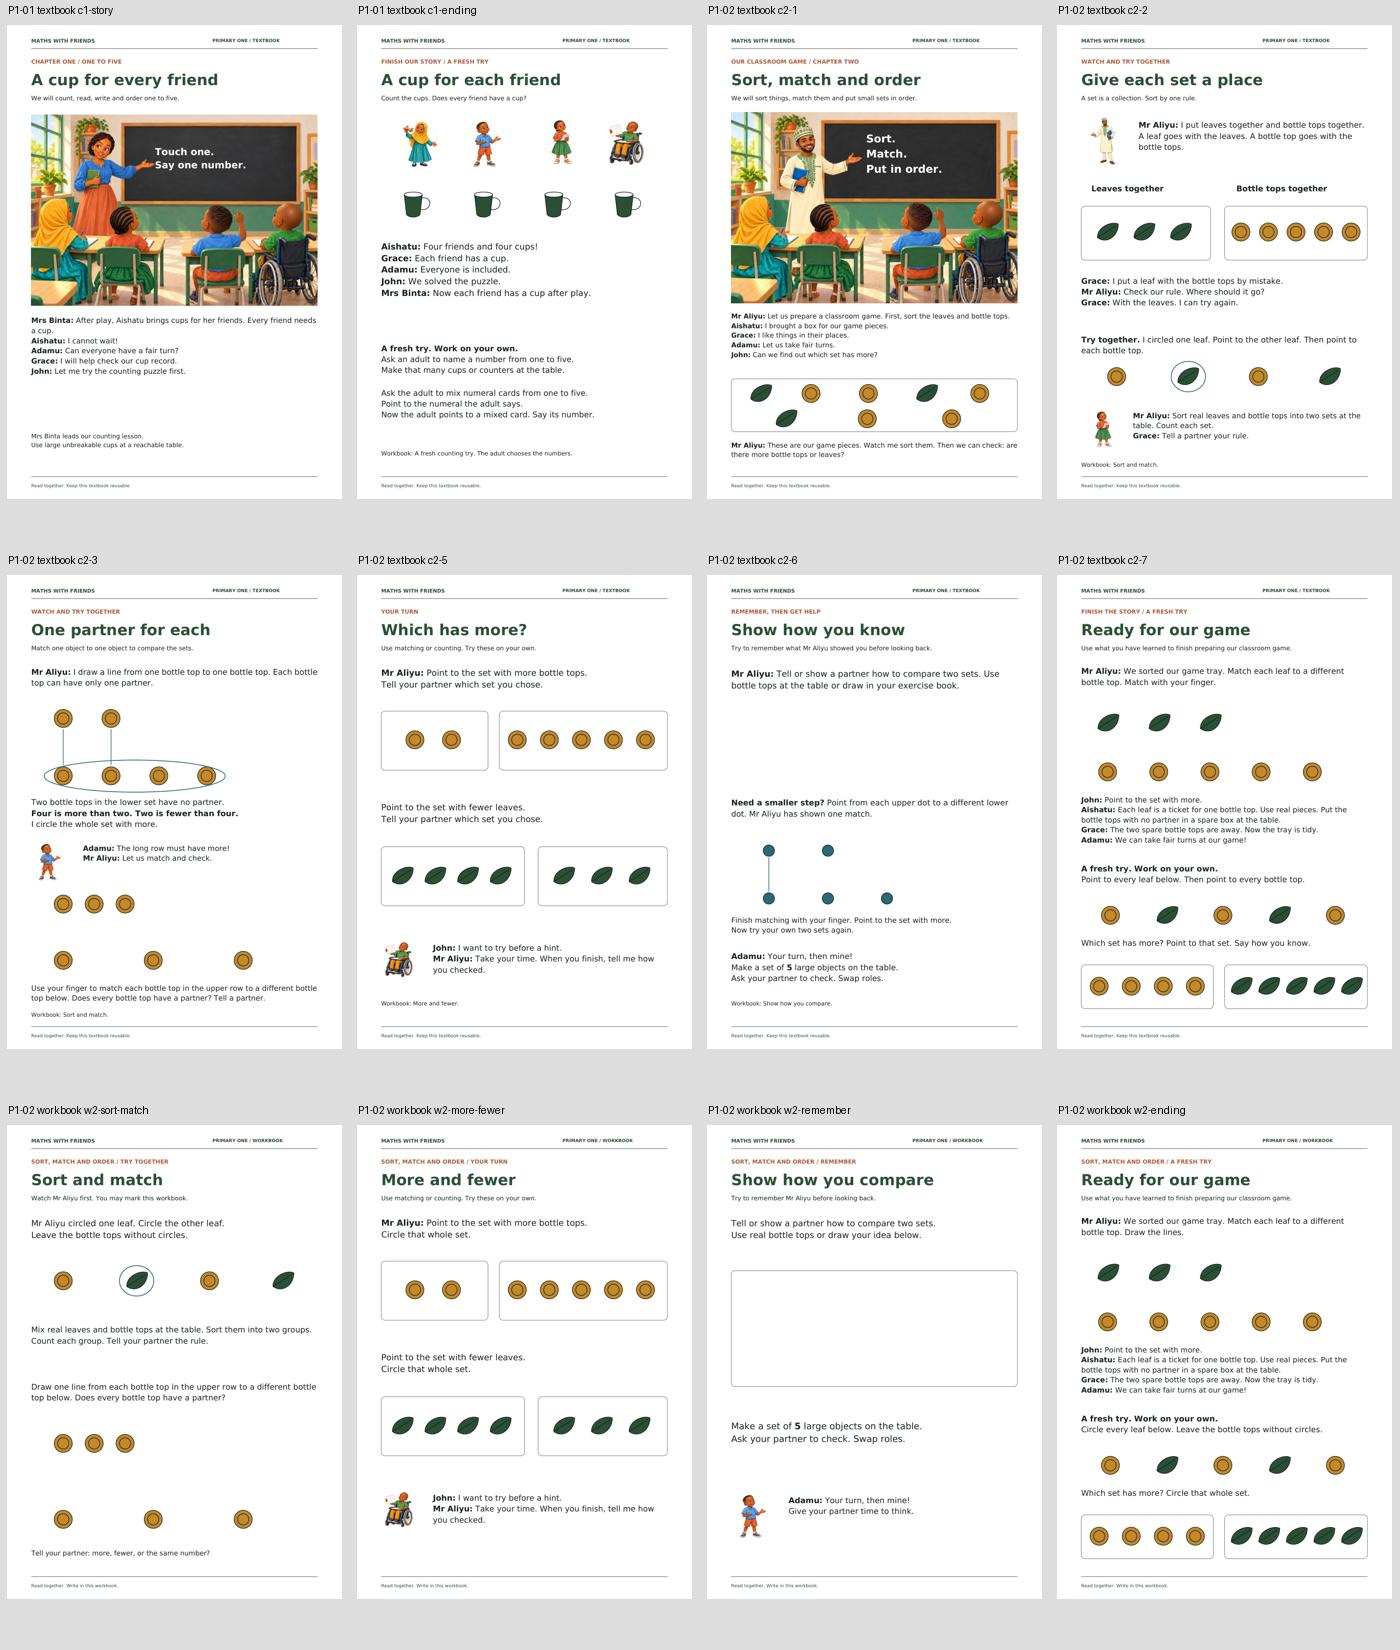 P1-01 textbook c1-story
MATHS WITH FRIENDS
PRIMARY ONE / TEXTBOOK
CHAPTER ONE / ONE TO FIVE
A cup for every friend
We will count, read, write and order one to five.
Touch one.
Say one number.
Mrs Binta: After play, Aishatu brings cups for her friends. Every friend needs
a cup.
Aishatu: I cannot wait!
Adamu: Can everyone have a fair turn?
Grace: I will help check our cup record.
John: Let me try the counting puzzle first.
Mrs Binta leads our counting lesson.
Use large unbreakable cups at a reachable table.
Read together. Keep this textbook reusable.
P1-01 textbook c1-ending
MATHS WITH FRIENDS
PRIMARY ONE / TEXTBOOK
FINISH OUR STORY / A FRESH TRY
A cup for each friend
Count the cups. Does every friend have a cup?
Aishatu: Four friends and four cups!
Grace: Each friend has a cup.
Adamu: Everyone is included.
John: We solved the puzzle.
Mrs Binta: Now each friend has a cup after play.
A fresh try. Work on your own.
Ask an adult to name a number from one to five.
Make that many cups or counters at the table.
Ask the adult to mix numeral cards from one to five.
Point to the numeral the adult says.
Now the adult points to a mixed card. Say its number.
Workbook: A fresh counting try. The adult chooses the numbers.
Read together. Keep this textbook reusable.
P1-02 textbook c2-1
MATHS WITH FRIENDS
PRIMARY ONE / TEXTBOOK
OUR CLASSROOM GAME / CHAPTER TWO
Sort, match and order
We will sort things, match them and put small sets in order.
Sort.
Match.
Put in order.
Mr Aliyu: Let us prepare a classroom game. First, sort the leaves and bottle tops.
Aishatu: I brought a box for our game pieces.
Grace: I like things in their places.
Adamu: Let us take fair turns.
John: Can we find out which set has more?
Mr Aliyu: These are our game pieces. Watch me sort them. Then we can check: are
there more bottle tops or leaves?
Read together. Keep this textbook reusable.
P1-02 textbook c2-2
MATHS WITH FRIENDS
PRIMARY ONE / TEXTBOOK
WATCH AND TRY TOGETHER
Give each set a place
A set is a collection. Sort by one rule.
Mr Aliyu: I put leaves together and bottle tops together.
A leaf goes with the leaves. A bottle top goes with the
bottle tops.
Leaves together
Bottle tops together
Grace: I put a leaf with the bottle tops by mistake.
Mr Aliyu: Check our rule. Where should it go?
Grace: With the leaves. I can try again.
Try together. I circled one leaf. Point to the other leaf. Then point to
each bottle top.
Mr Aliyu: Sort real leaves and bottle tops into two sets at the
table. Count each set.
Grace: Tell a partner your rule.
Workbook: Sort and match.
Read together. Keep this textbook reusable.
P1-02 textbook c2-3
MATHS WITH FRIENDS
PRIMARY ONE / TEXTBOOK
WATCH AND TRY TOGETHER
One partner for each
Match one object to one object to compare the sets.
Mr Aliyu: I draw a line from one bottle top to one bottle top. Each bottle
top can have only one partner.
Two bottle tops in the lower set have no partner.
Four is more than two. Two is fewer than four.
I circle the whole set with more.
Adamu: The long row must have more!
Mr Aliyu: Let us match and check.
Use your finger to match each bottle top in the upper row to a different bottle
top below. Does every bottle top have a partner? Tell a partner.
Workbook: Sort and match.
Read together. Keep this textbook reusable.
P1-02 textbook c2-5
MATHS WITH FRIENDS
PRIMARY ONE / TEXTBOOK
YOUR TURN
Which has more?
Use matching or counting. Try these on your own.
Mr Aliyu: Point to the set with more bottle tops.
Tell your partner which set you chose.
Point to the set with fewer leaves.
Tell your partner which set you chose.
John: I want to try before a hint.
Mr Aliyu: Take your time. When you finish, tell me how
you checked.
Workbook: More and fewer.
Read together. Keep this textbook reusable.
P1-02 textbook c2-6
MATHS WITH FRIENDS
PRIMARY ONE / TEXTBOOK
REMEMBER, THEN GET HELP
Show how you know
Try to remember what Mr Aliyu showed you before looking back.
Mr Aliyu: Tell or show a partner how to compare two sets. Use
bottle tops at the table or draw in your exercise book.
Need a smaller step? Point from each upper dot to a different lower
dot. Mr Aliyu has shown one match.
Finish matching with your finger. Point to the set with more.
Now try your own two sets again.
Adamu: Your turn, then mine!
Make a set of 5 large objects on the table.
Ask your partner to check. Swap roles.
Workbook: Show how you compare.
Read together. Keep this textbook reusable.
P1-02 textbook c2-7
MATHS WITH FRIENDS
PRIMARY ONE / TEXTBOOK
FINISH THE STORY / A FRESH TRY
Ready for our game
Use what you have learned to finish preparing our classroom game.
Mr Aliyu: We sorted our game tray. Match each leaf to a different
bottle top. Match with your finger.
John: Point to the set with more.
Aishatu: Each leaf is a ticket for one bottle top. Use real pieces. Put the
bottle tops with no partner in a spare box at the table.
Grace: The two spare bottle tops are away. Now the tray is tidy.
Adamu: We can take fair turns at our game!
A fresh try. Work on your own.
Point to every leaf below. Then point to every bottle top.
Which set has more? Point to that set. Say how you know.
Read together. Keep this textbook reusable.
P1-02 workbook w2-sort-match
MATHS WITH FRIENDS
PRIMARY ONE / WORKBOOK
SORT, MATCH AND ORDER / TRY TOGETHER
Sort and match
Watch Mr Aliyu first. You may mark this workbook.
Mr Aliyu circled one leaf. Circle the other leaf.
Leave the bottle tops without circles.
Mix real leaves and bottle tops at the table. Sort them into two groups.
Count each group. Tell your partner the rule.
Draw one line from each bottle top in the upper row to a different bottle
top below. Does every bottle top have a partner?
Tell your partner: more, fewer, or the same number?
Read together. Write in this workbook.
P1-02 workbook w2-more-fewer
MATHS WITH FRIENDS
PRIMARY ONE / WORKBOOK
SORT, MATCH AND ORDER / YOUR TURN
More and fewer
Use matching or counting. Try these on your own.
Mr Aliyu: Point to the set with more bottle tops.
Circle that whole set.
Point to the set with fewer leaves.
Circle that whole set.
John: I want to try before a hint.
Mr Aliyu: Take your time. When you finish, tell me how
you checked.
Read together. Write in this workbook.
P1-02 workbook w2-remember
MATHS WITH FRIENDS
PRIMARY ONE / WORKBOOK
SORT, MATCH AND ORDER / REMEMBER
Show how you compare
Try to remember Mr Aliyu before looking back.
Tell or show a partner how to compare two sets.
Use real bottle tops or draw your idea below.
Make a set of 5 large objects on the table.
Ask your partner to check. Swap roles.
Adamu: Your turn, then mine!
Give your partner time to think.
Read together. Write in this workbook.
P1-02 workbook w2-ending
MATHS WITH FRIENDS
PRIMARY ONE / WORKBOOK
SORT, MATCH AND ORDER / A FRESH TRY
Ready for our game
Use what you have learned to finish preparing our classroom game.
Mr Aliyu: We sorted our game tray. Match each leaf to a different
bottle top. Draw the lines.
John: Point to the set with more.
Aishatu: Each leaf is a ticket for one bottle top. Use real pieces. Put the
bottle tops with no partner in a spare box at the table.
Grace: The two spare bottle tops are away. Now the tray is tidy.
Adamu: We can take fair turns at our game!
A fresh try. Work on your own.
Circle every leaf below. Leave the bottle tops without circles.
Which set has more? Circle that whole set.
Read together. Write in this workbook.